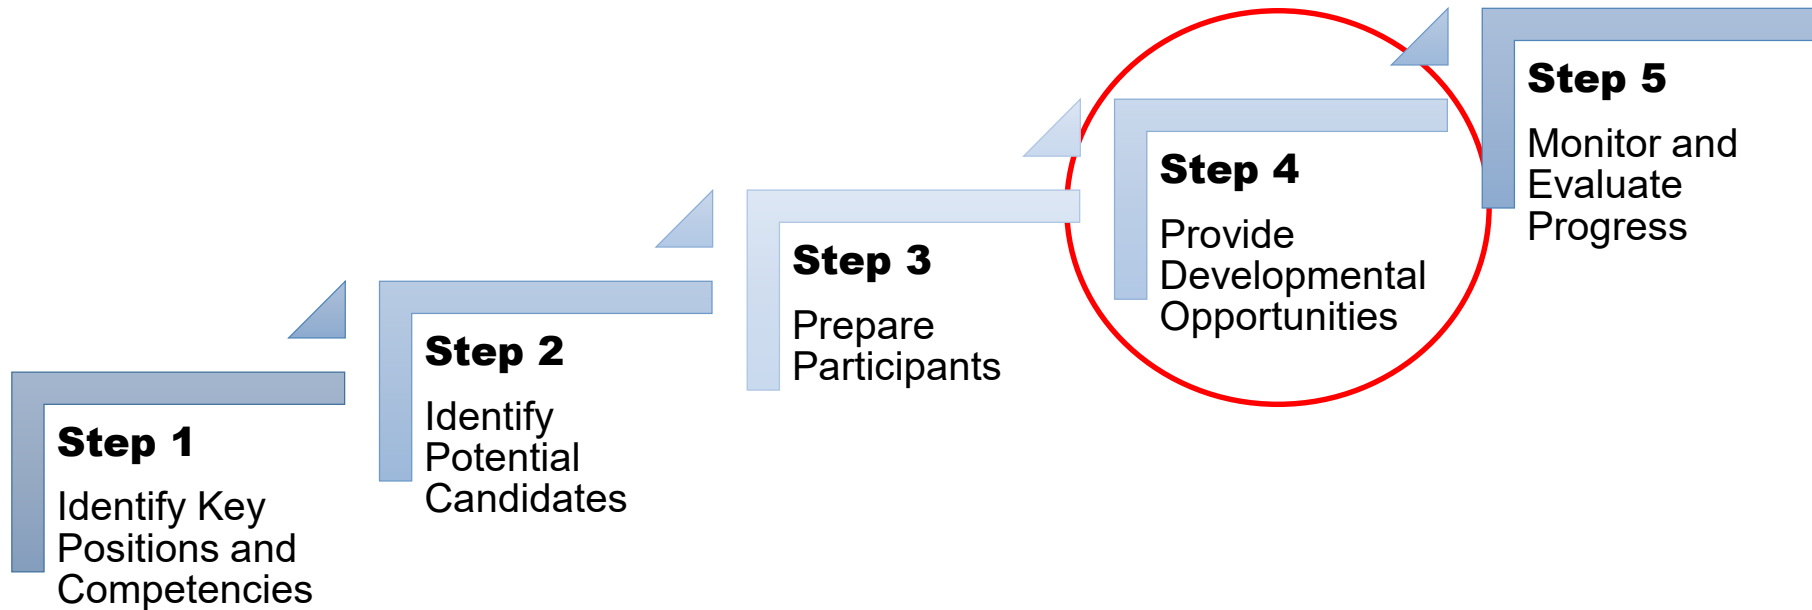 Step 1
Identify Key
Positions and
Competencies
Step 2
Identify
Potential
Candidates
Step 3
Prepare
Participants
Step 4
Provide
Developmental
Opportunities
Step 5
Monitor and
Evaluate
Progress